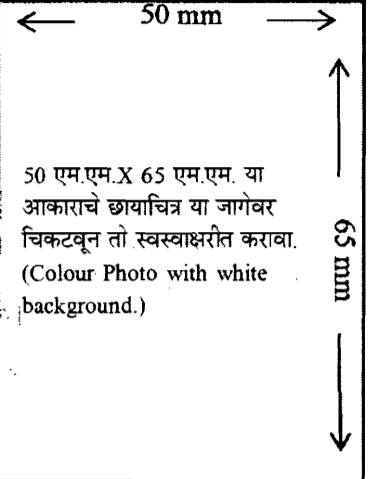 50 mm
50 एम.एम.X 65 एम.एम. या
आकाराचे छायाचित्र या जागेवर
चिकटवून तो स्वस्वाक्षरीत करावा.
(Colour Photo with white
background.)
65 mm